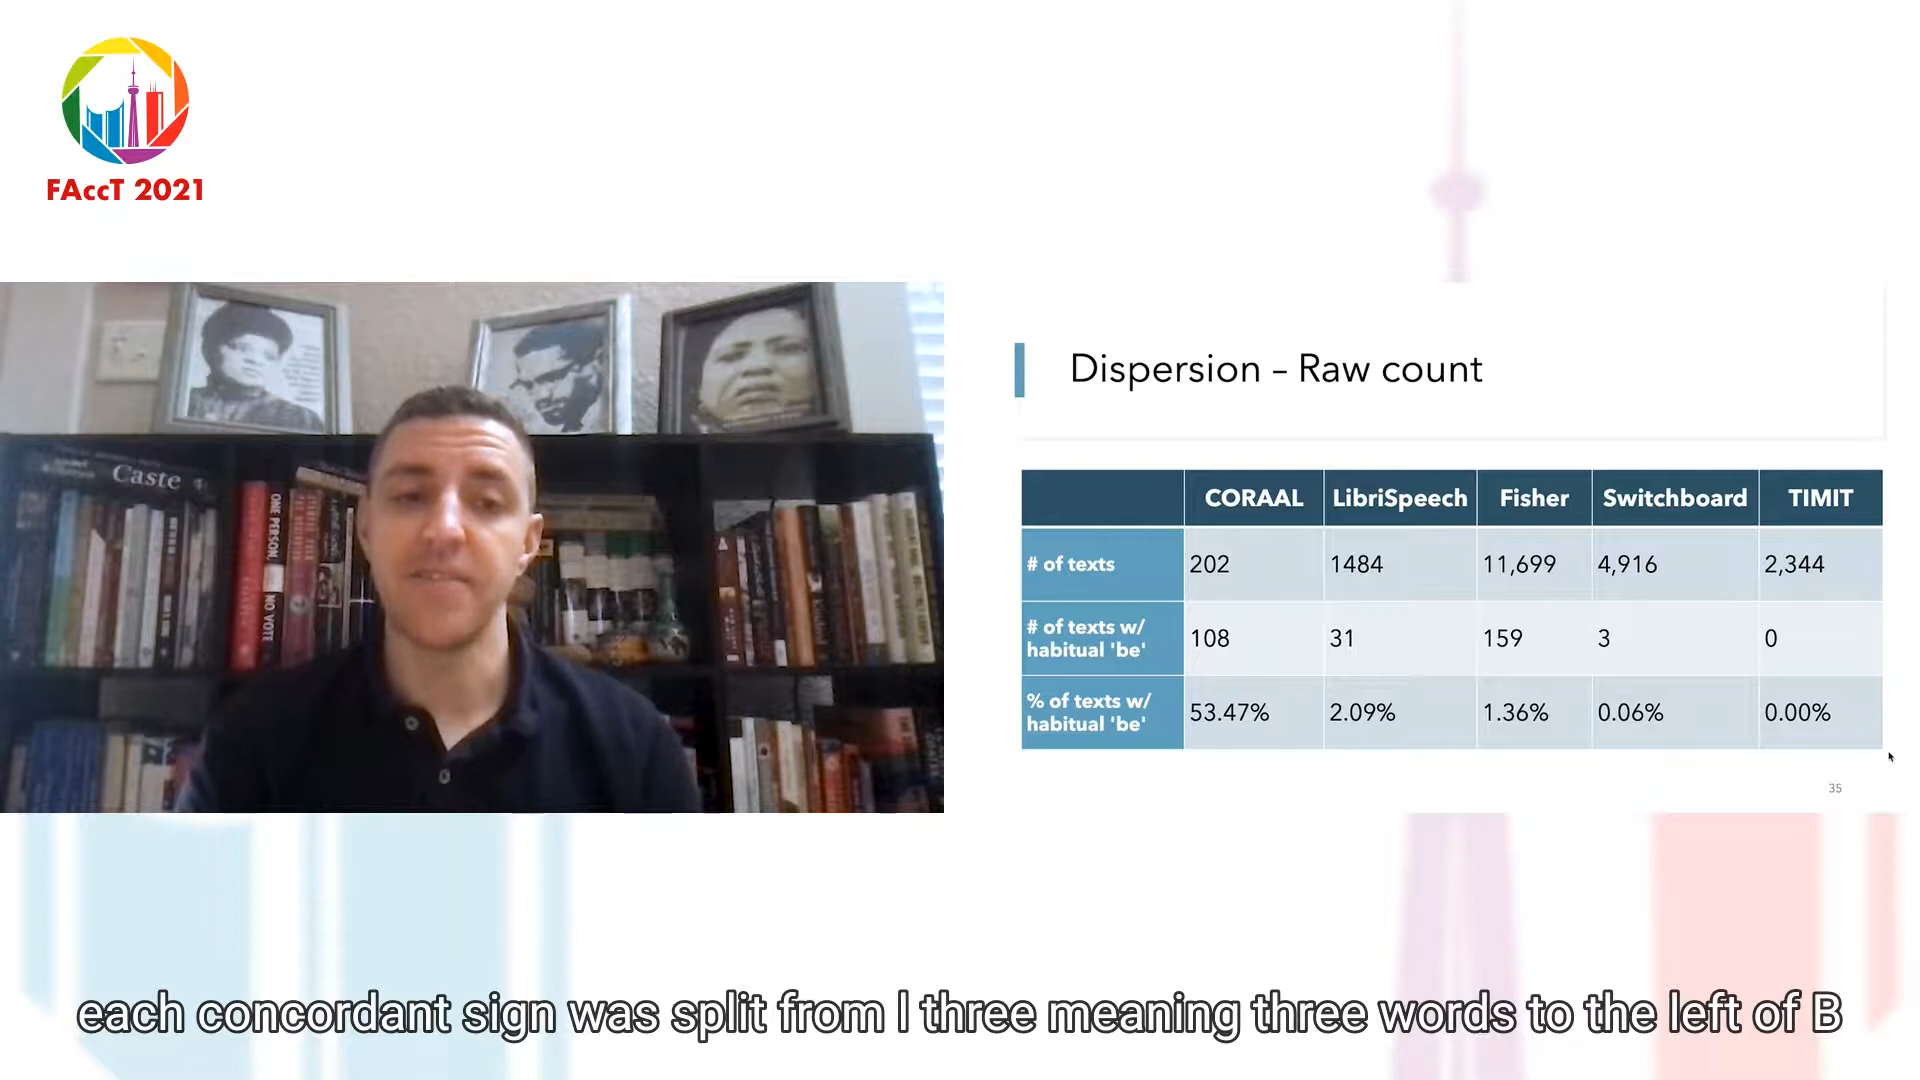 FAccT 2021
Caste
ONE PERSON, NO VOTE
Dispersion – Raw count
CORAAL LibriSpeech Fisher Switchboard TIMIT
# of texts 202 1484 11,699 4,916 2,344
# of texts w/ habitual 'be' 108 31 159 3 0
% of texts w/ habitual 'be' 53.47% 2.09% 1.36% 0.06% 0.00%
35
each concordant sign was split from l three meaning three words to the left of B